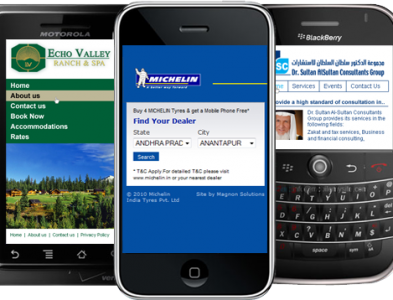 MOTOROLA
ECHO VALLEY
RANCH & SPA
Home
About us
Contact us
Book Now
Accommodations
Rates
Home | About us | Contact us | Privacy Policy
MICHELIN
A better way forward
Buy 4 MICHELIN Tyres & get a Mobile Phone Free*
Find Your Dealer
State
City
ANDHRA PRAD
ANANTAPUR
Search
* T&C Apply For detailed T&C please visit
www.michelin.in or your nearest dealer
© 2010 Michelin
India Tyres Pvt. Ltd
Site by Magnon Solutions
BlackBerry
SC
مجموعة الدكتور سلطان السلطان للاستشارات
Dr. Sultan AlSultan Consultants Group
Services
Events
Contact Us
provide a high standard of consultation in...
Dr Sultan Al-Sultan Consultants
Group provides its services in the
following fields:
Zakat and tax services, Business
and financial consulting,
space
sym